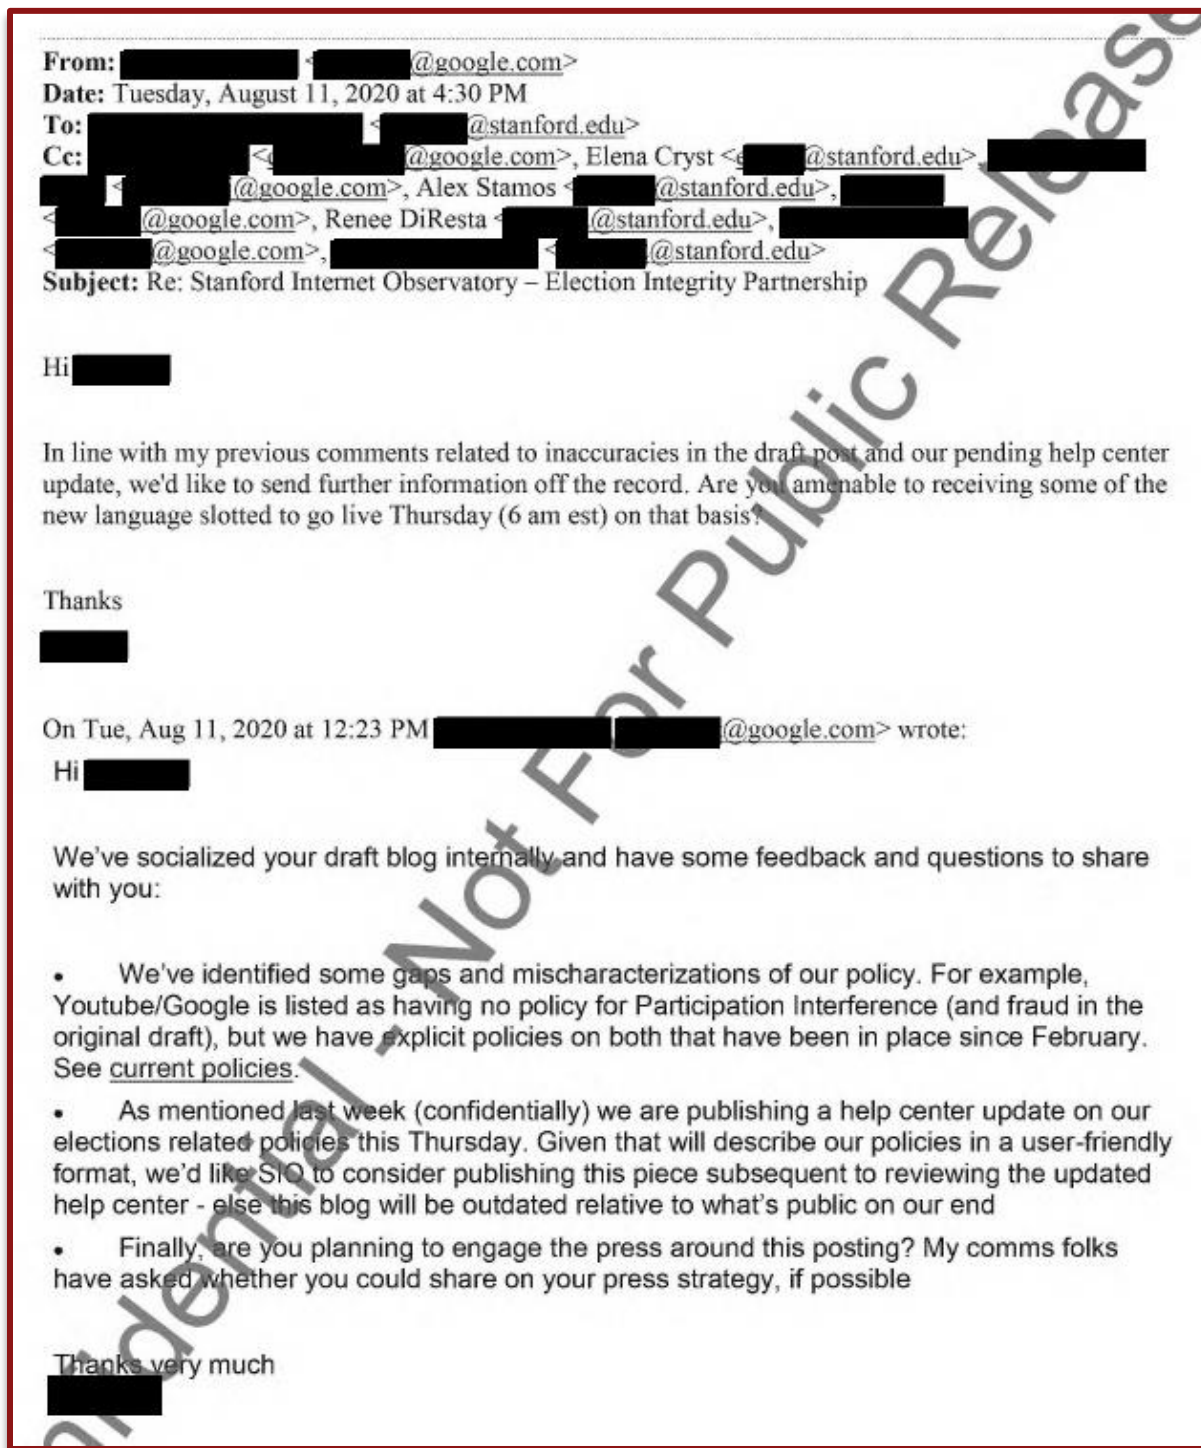 From: < @google.com>
Date: Tuesday, August 11, 2020 at 4:30 PM
To: < @stanford.edu>
Cc: < @google.com>, Elena Cryst < @stanford.edu>,
< @google.com>, Alex Stamos < @stanford.edu>,
< @google.com>, Renee DiResta < @stanford.edu>,
< @google.com>, < @stanford.edu>
Subject: Re: Stanford Internet Observatory – Election Integrity Partnership
Hi
In line with my previous comments related to inaccuracies in the draft post and our pending help center
update, we'd like to send further information off the record. Are you amenable to receiving some of the
new language slotted to go live Thursday (6 am est) on that basis?
Thanks
On Tue, Aug 11, 2020 at 12:23 PM @google.com> wrote:
Hi
We've socialized your draft blog internally and have some feedback and questions to share
with you:
• We've identified some gaps and mischaracterizations of our policy. For example,
Youtube/Google is listed as having no policy for Participation Interference (and fraud in the
original draft), but we have explicit policies on both that have been in place since February.
See current policies.
• As mentioned last week (confidentially) we are publishing a help center update on our
elections related policies this Thursday. Given that will describe our policies in a user-friendly
format, we'd like SIO to consider publishing this piece subsequent to reviewing the updated
help center - else this blog will be outdated relative to what's public on our end
• Finally, are you planning to engage the press around this posting? My comms folks
have asked whether you could share on your press strategy, if possible
Thanks very much
nfidential - Not For Public Release